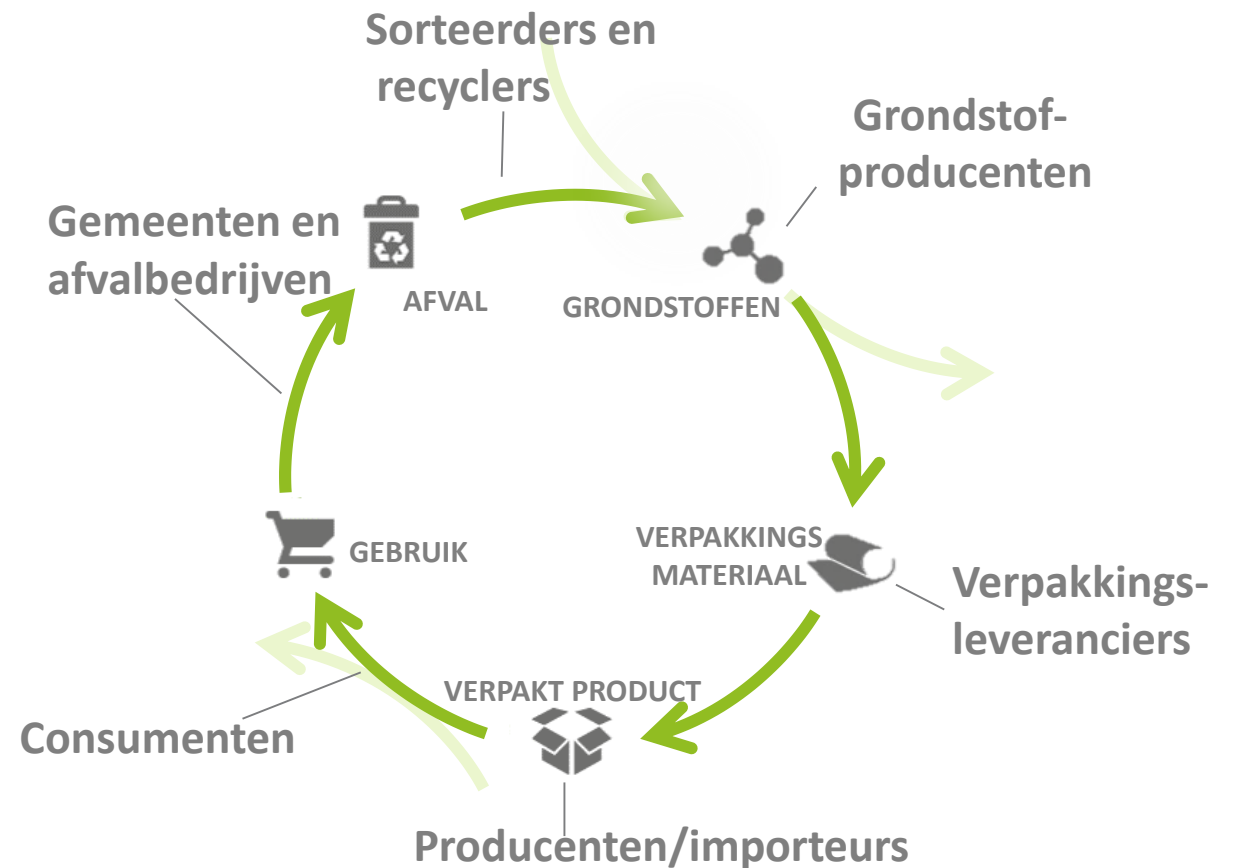 Sorteerders en
recyclers
Grondstof-
producenten
Gemeenten en
afvalbedrijven
AFVAL
GRONDSTOFFEN
GEBRUIK
VERPAKKINGS
MATERIAAL
Verpakkings-
leveranciers
VERPAKT PRODUCT
Consumenten
Producenten/importeurs